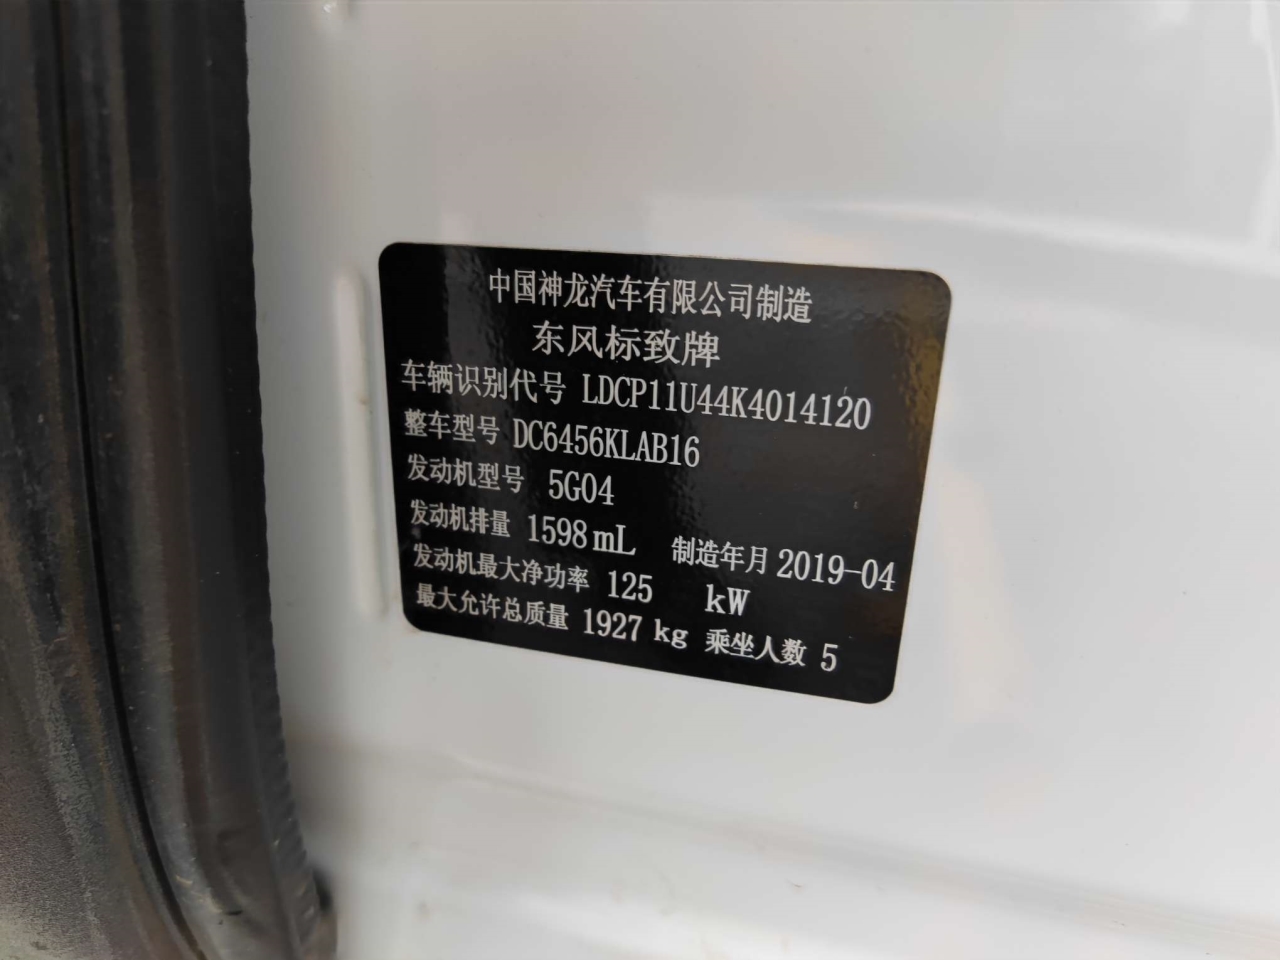 中国神龙汽车有限公司制造
东风标致牌
车辆识别代号 LDCP11U44K4014120
整车型号 DC6456KLAB16
发动机型号 5G04
发动机排量 1598mL 制造年月 2019-04
发动机最大净功率 125 kW
最大允许总质量 1927 kg 乘坐人数 5